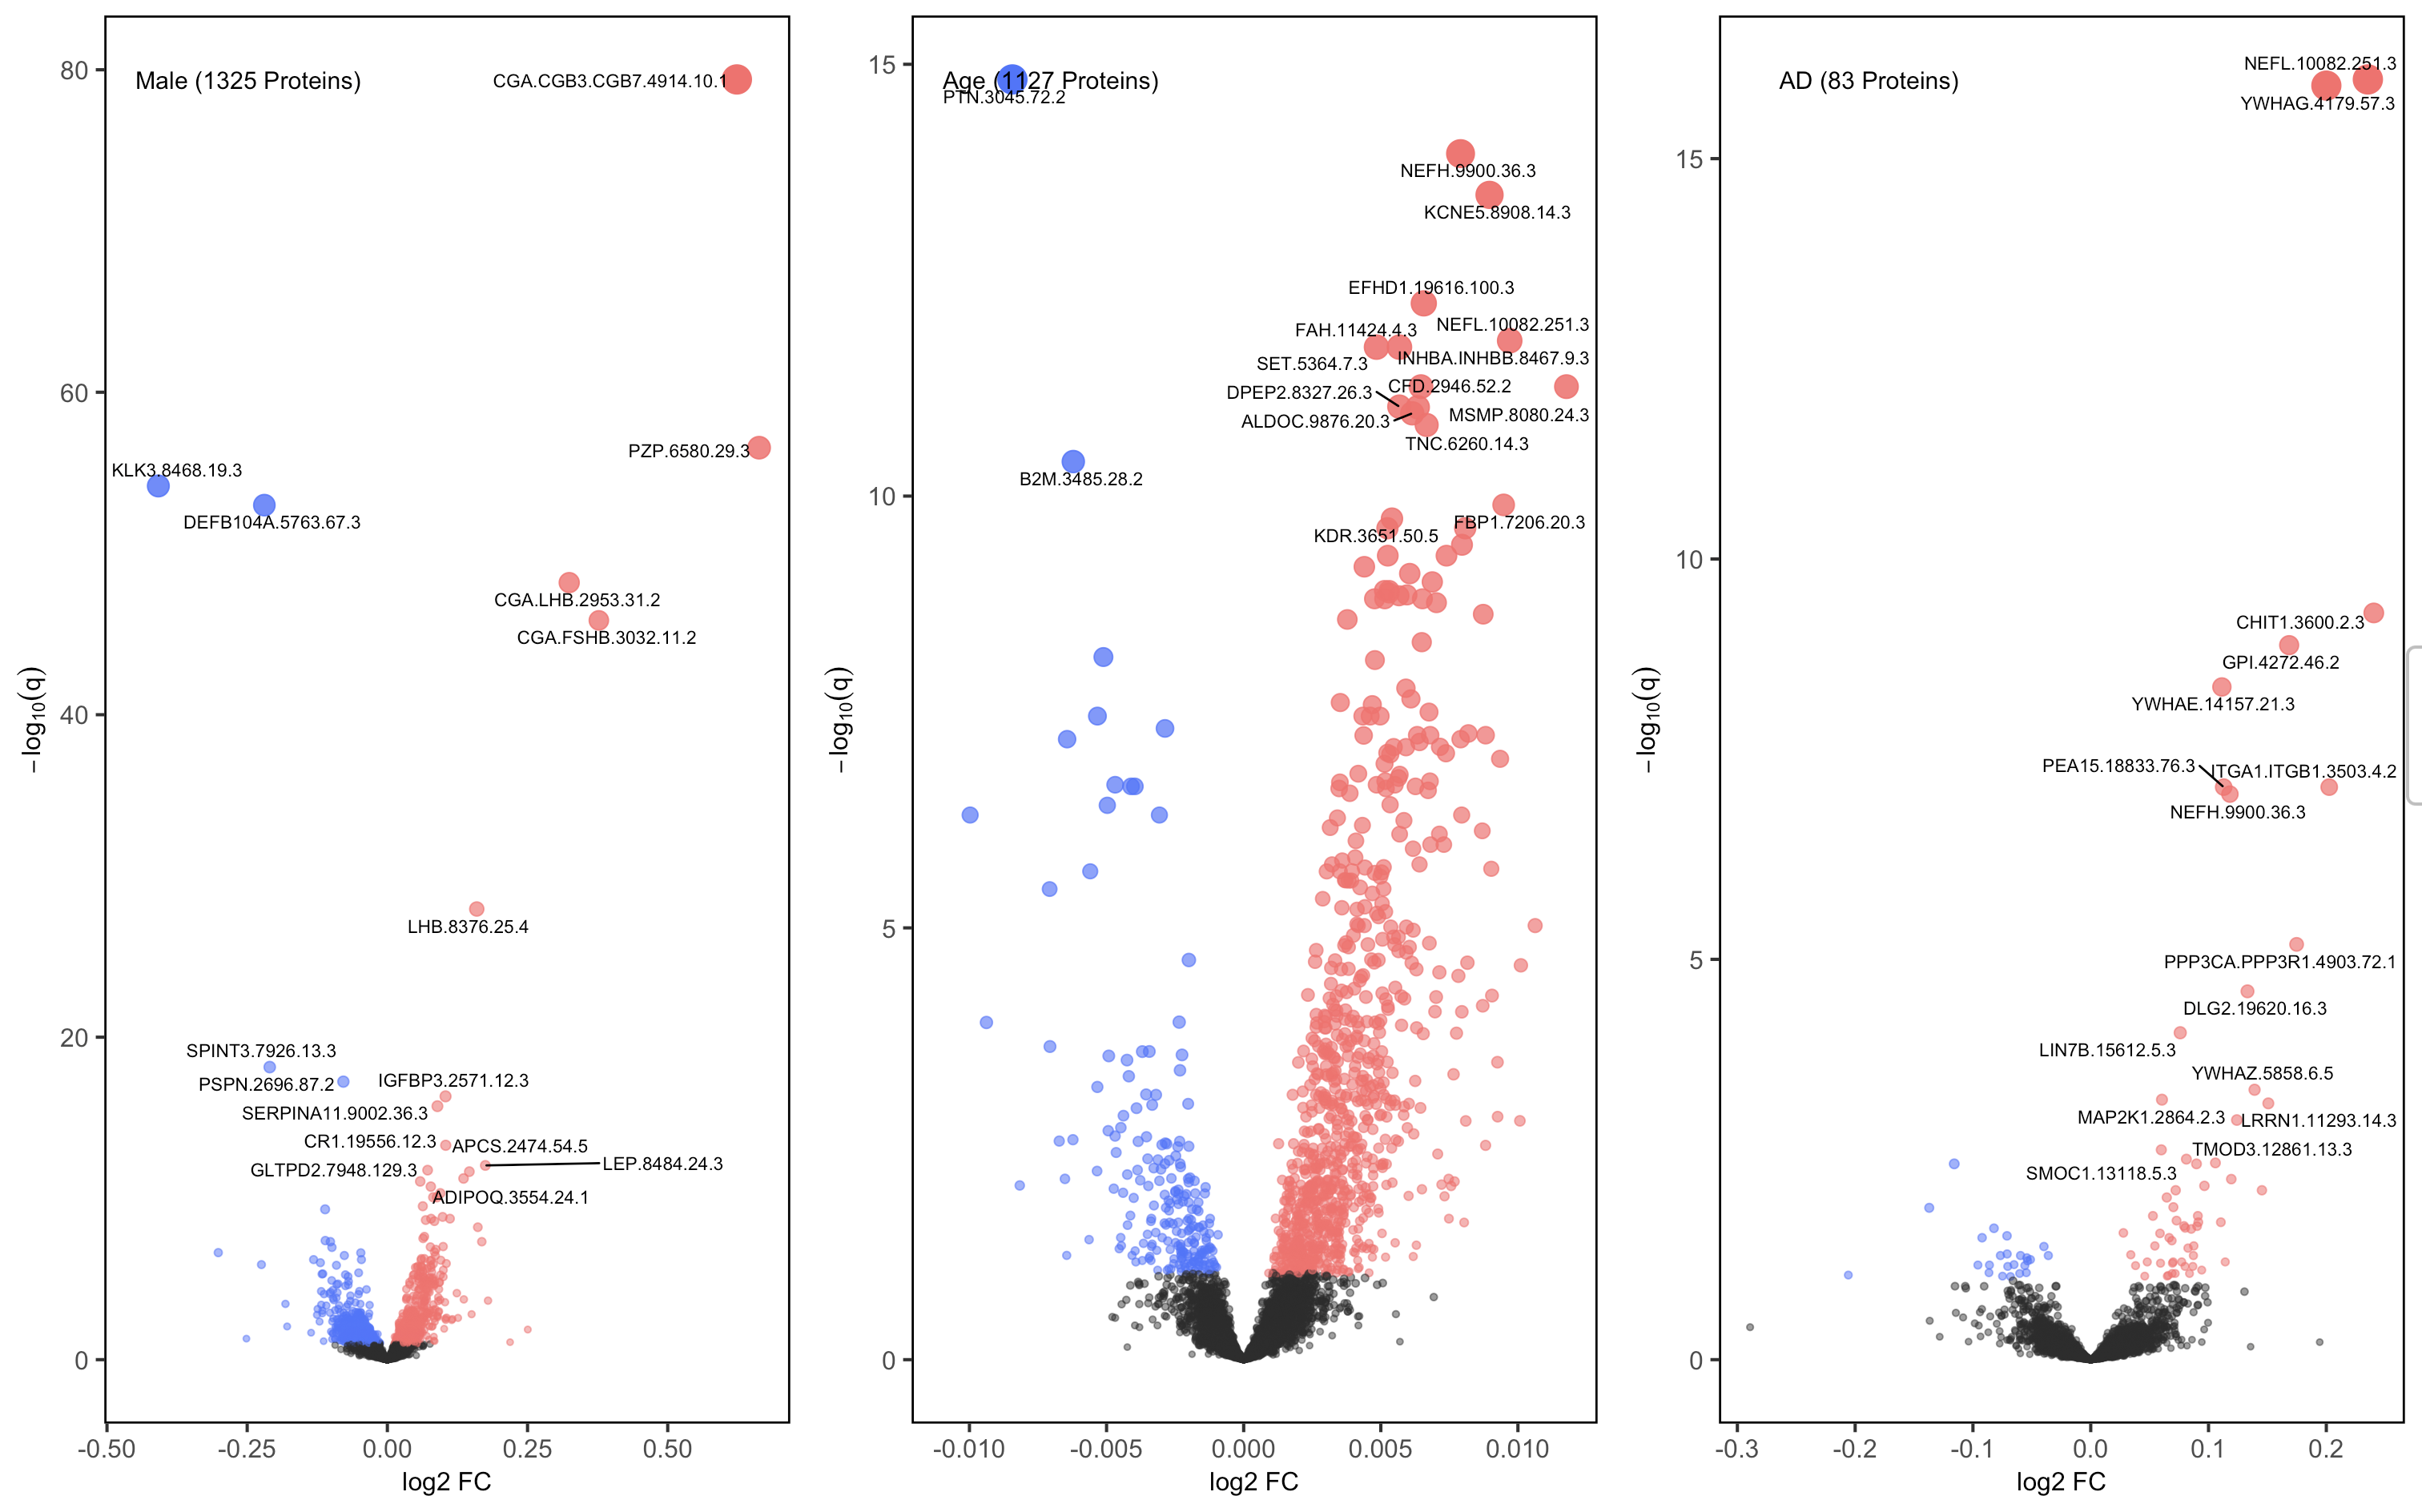 Male (1325 Proteins)
CGA.CGB3.CGB7.4914.10.1
PZP.6580.29.3
KLK3.8468.19.3
DEFB104A.5763.67.3
CGA.LHB.2953.31.2
CGA.FSHB.3032.11.2
LHB.8376.25.4
SPINT3.7926.13.3
PSPN.2696.87.2
IGFBP3.2571.12.3
SERPINA11.9002.36.3
CR1.19556.12.3
APCS.2474.54.5
LEP.8484.24.3
GLTPD2.7948.129.3
ADIPOQ.3554.24.1
80
60
40
20
0
−log10(q)
-0.50
-0.25
0.00
0.25
0.50
log2 FC
Age (1127 Proteins)
PTN.3045.72.2
NEFH.9900.36.3
KCNE5.8908.14.3
EFHD1.19616.100.3
FAH.11424.4.3
NEFL.10082.251.3
SET.5364.7.3
INHBA.INHBB.8467.9.3
DPEP2.8327.26.3
CFD.2946.52.2
ALDOC.9876.20.3
MSMP.8080.24.3
TNC.6260.14.3
B2M.3485.28.2
KDR.3651.50.5
FBP1.7206.20.3
15
10
5
0
−log10(q)
-0.010
-0.005
0.000
0.005
0.010
log2 FC
AD (83 Proteins)
NEFL.10082.251.3
YWHAG.4179.57.3
CHIT1.3600.2.3
GPI.4272.46.2
YWHAE.14157.21.3
PEA15.18833.76.3
ITGA1.ITGB1.3503.4.2
NEFH.9900.36.3
PPP3CA.PPP3R1.4903.72.1
DLG2.19620.16.3
LIN7B.15612.5.3
YWHAZ.5858.6.5
MAP2K1.2864.2.3
LRRN1.11293.14.3
TMOD3.12861.13.3
SMOC1.13118.5.3
15
10
5
0
−log10(q)
-0.3
-0.2
-0.1
0.0
0.1
0.2
log2 FC